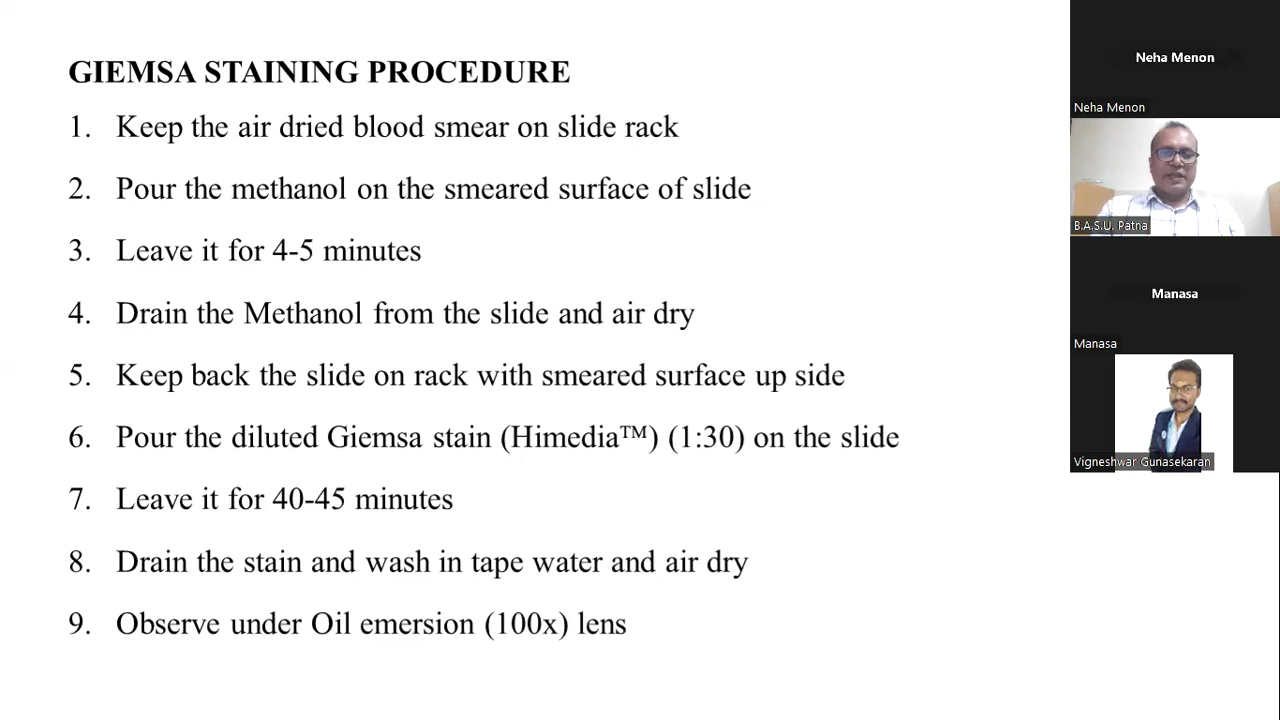 GIEMSA STAINING PROCEDURE
1. Keep the air dried blood smear on slide rack
2. Pour the methanol on the smeared surface of slide
3. Leave it for 4-5 minutes
4. Drain the Methanol from the slide and air dry
5. Keep back the slide on rack with smeared surface up side
6. Pour the diluted Giemsa stain (Himedia™) (1:30) on the slide
7. Leave it for 40-45 minutes
8. Drain the stain and wash in tape water and air dry
9. Observe under Oil emersion (100x) lens
Neha Menon
Neha Menon
B.A.S.U. Patna
Manasa
Manasa
Vigneshwar Gunasekaran